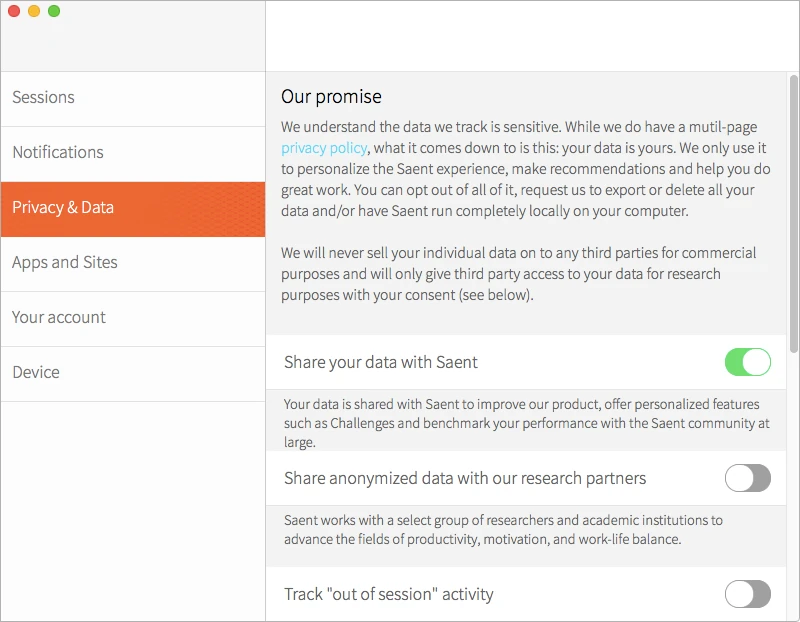 Sessions
Notifications
Privacy & Data
Apps and Sites
Your account
Device
Our promise
We understand the data we track is sensitive. While we do have a mutil-page
privacy policy, what it comes down to is this: your data is yours. We only use it
to personalize the Saent experience, make recommendations and help you do
great work. You can opt out of all of it, request us to export or delete all your
data and/or have Saent run completely locally on your computer.
We will never sell your individual data on to any third parties for commercial
purposes and will only give third party access to your data for research
purposes with your consent (see below).
Share your data with Saent
Your data is shared with Saent to improve our product, offer personalized features
such as Challenges and benchmark your performance with the Saent community at
large.
Share anonymized data with our research partners
Saent works with a select group of researchers and academic institutions to
advance the fields of productivity, motivation, and work-life balance.
Track "out of session" activity